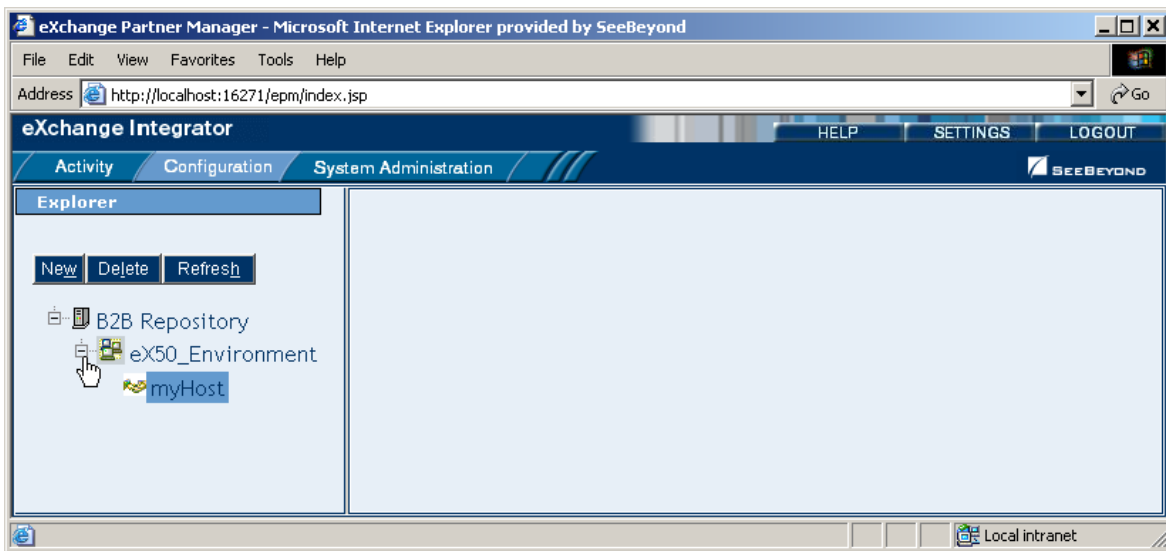 eXchange Partner Manager - Microsoft Internet Explorer provided by SeeBeyond
File Edit View Favorites Tools Help
Address http://localhost:16271/epm/index.jsp Go
eXchange Integrator HELP SETTINGS LOGOUT
Activity Configuration System Administration SEEBEYOND
Explorer
New Delete Refresh
B2B Repository
eX50_Environment
myHost
Local intranet